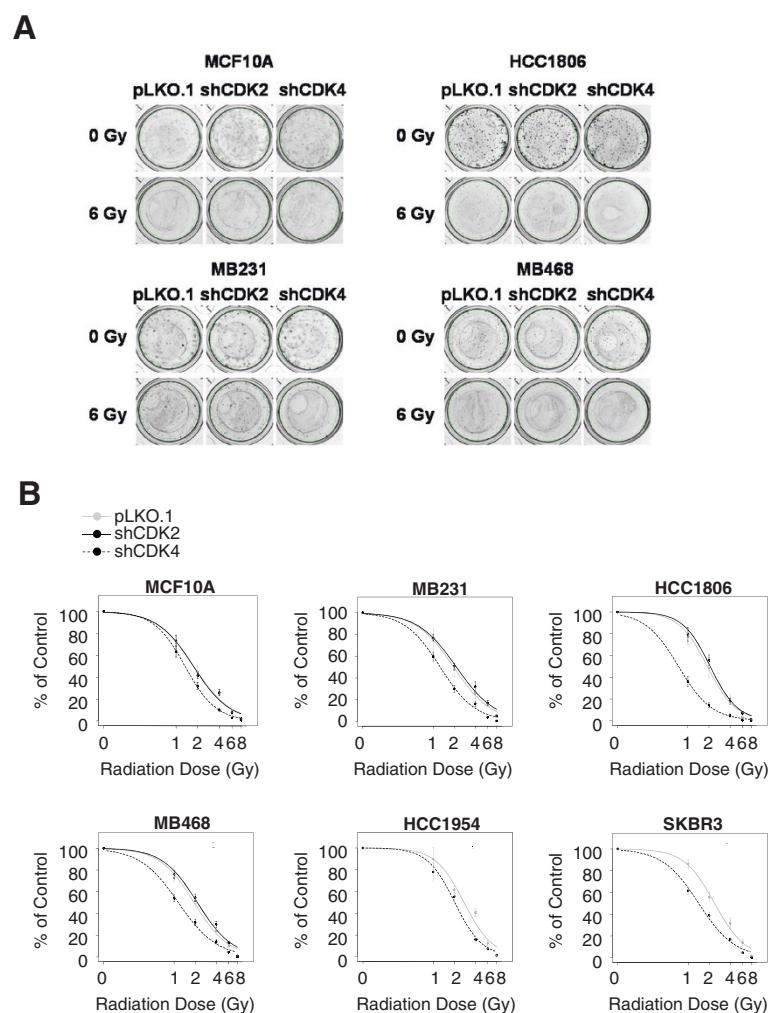 A
MCF10A HCC1806
pLKO.1 shCDK2 shCDK4 pLKO.1 shCDK2 shCDK4
0 Gy 0 Gy
6 Gy 6 Gy
MB231 MB468
pLKO.1 shCDK2 shCDK4 pLKO.1 shCDK2 shCDK4
0 Gy 0 Gy
6 Gy 6 Gy
B
pLKO.1
shCDK2
shCDK4
MCF10A
% of Control
100
80
60
40
20
0
0 1 2 4 6 8
Radiation Dose (Gy)
MB231
% of Control
100
80
60
40
20
0
0 1 2 4 6 8
Radiation Dose (Gy)
HCC1806
% of Control
100
80
60
40
20
0
0 1 2 4 6 8
Radiation Dose (Gy)
MB468
% of Control
100
80
60
40
20
0
0 1 2 4 6 8
Radiation Dose (Gy)
HCC1954
% of Control
100
80
60
40
20
0
0 1 2 4 6 8
Radiation Dose (Gy)
SKBR3
% of Control
100
80
60
40
20
0
0 1 2 4 6 8
Radiation Dose (Gy)